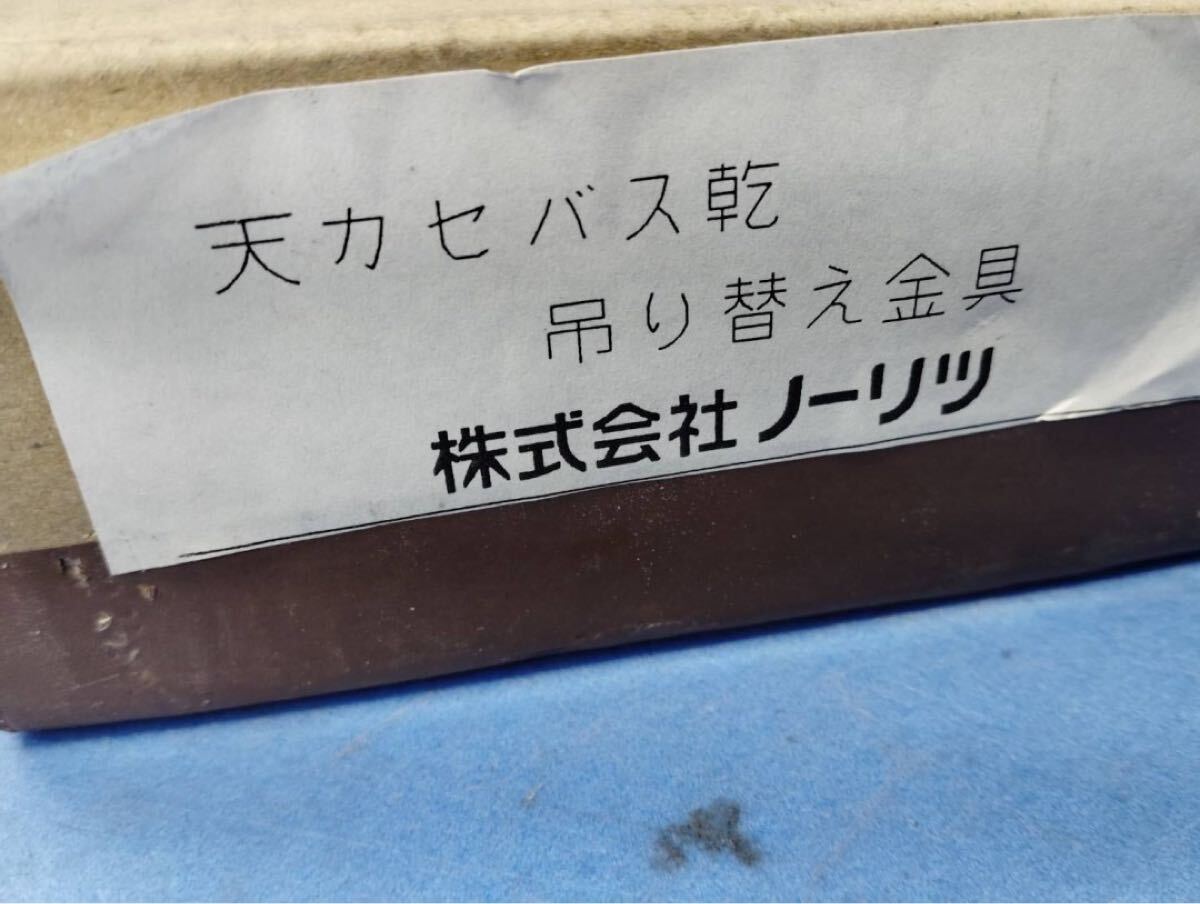 天カセバス乾
吊り替え金具
株式会社ノーリツ